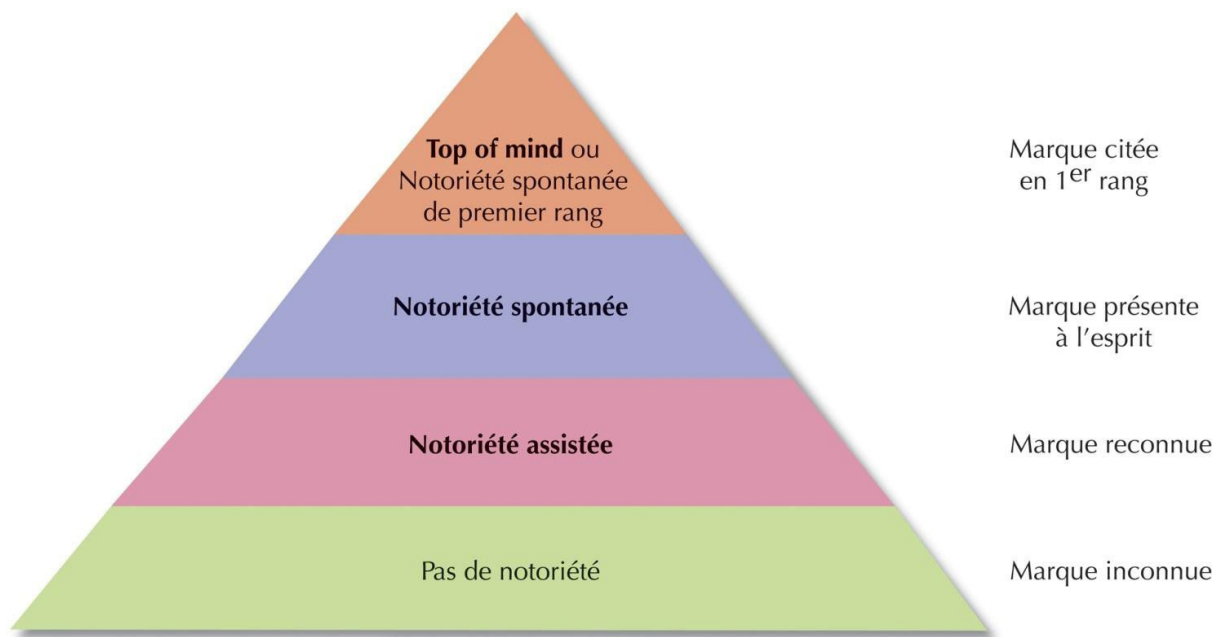 Top of mind ou
Notoriété spontanée
de premier rang
Marque citée
en 1er rang
Notoriété spontanée
Marque présente
à l’esprit
Notoriété assistée
Marque reconnue
Pas de notoriété
Marque inconnue